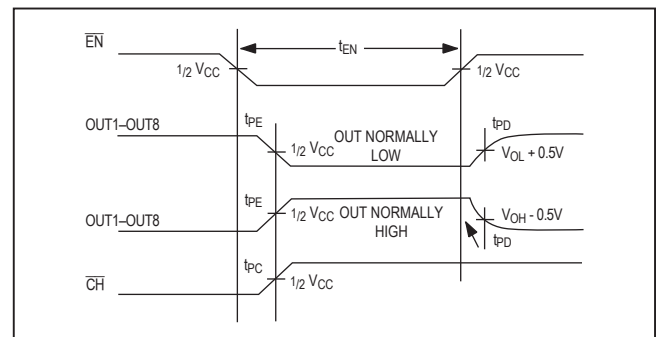 EN
tEN
1/2 VCC
1/2 VCC
OUT1–OUT8
tPE
1/2 VCC
OUT NORMALLY
LOW
tPD
VOL + 0.5V
OUT1–OUT8
tPE
1/2 VCC
OUT NORMALLY
HIGH
VOH - 0.5V
tPD
CH
tPC
1/2 VCC